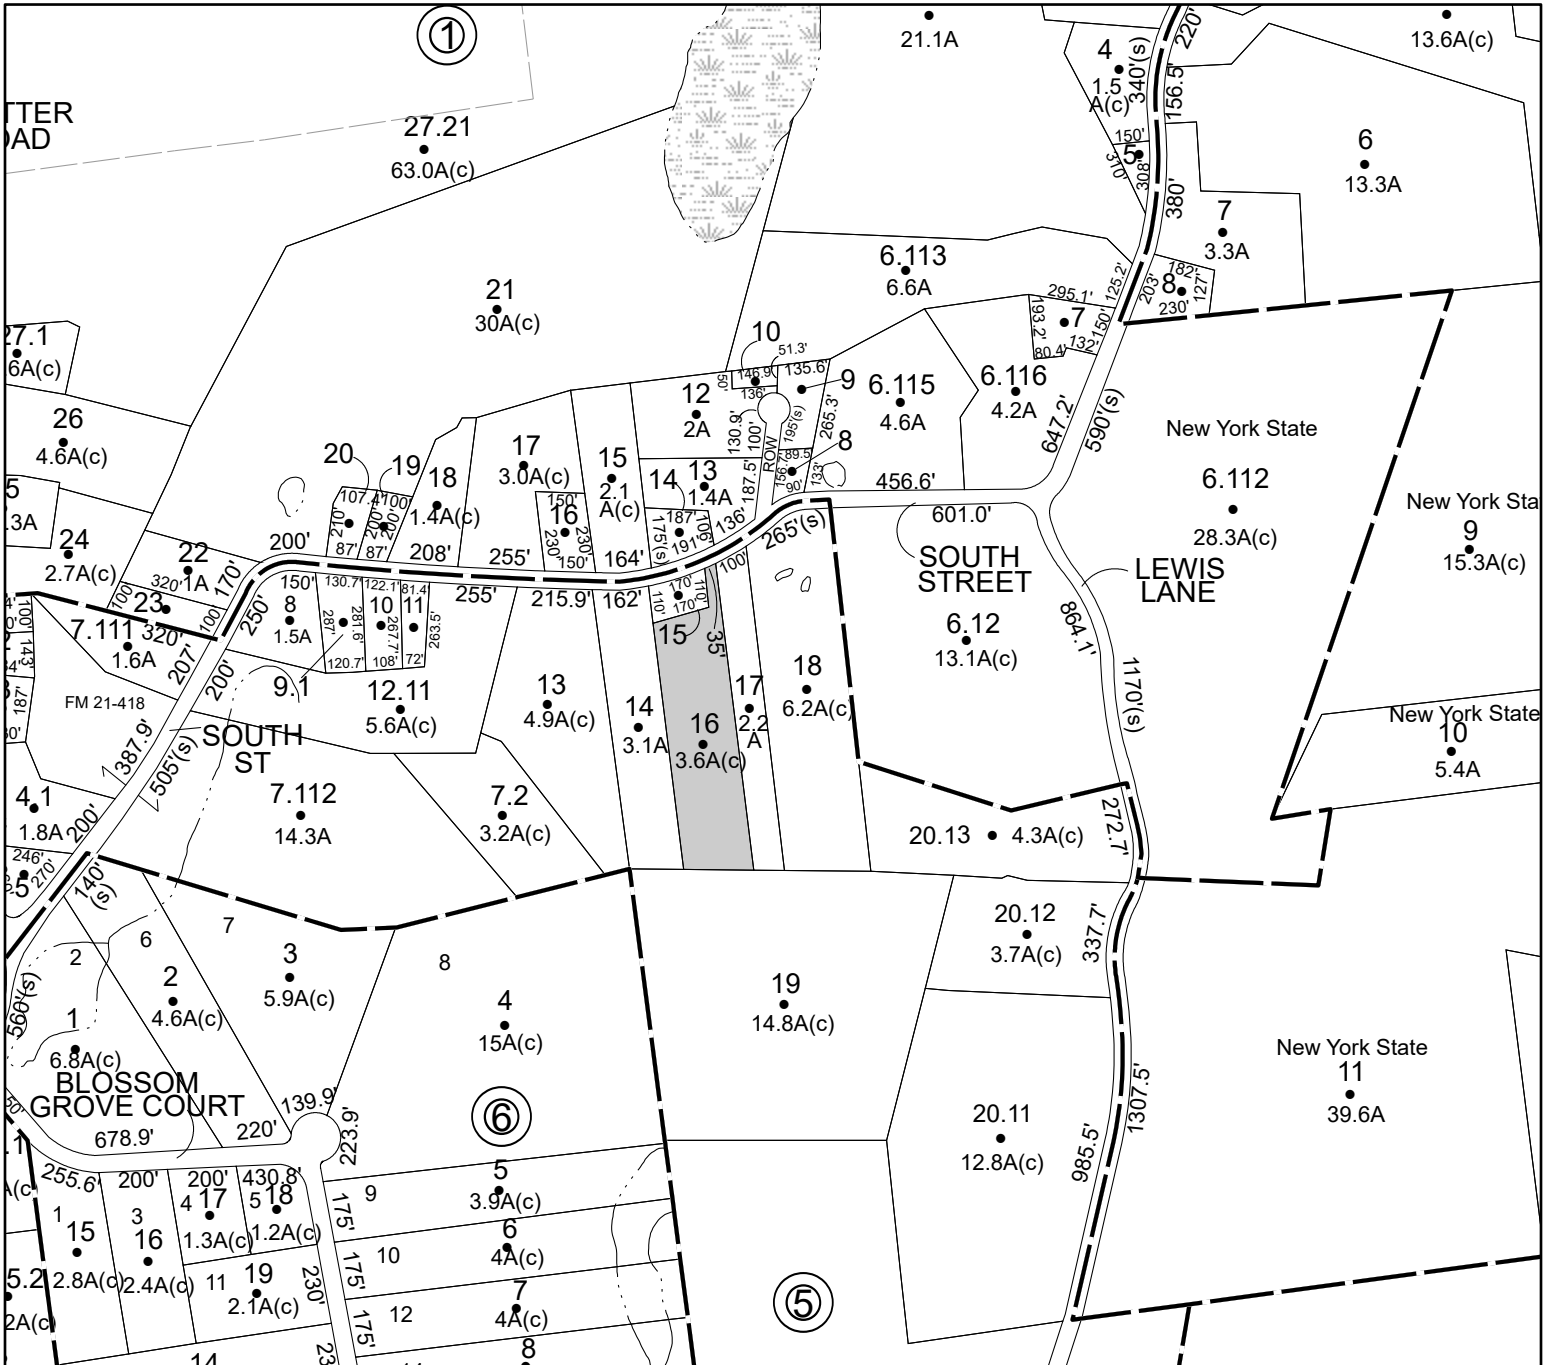 1
21.1A
13.6A(c)
220'
4
1.5
A(c)
340'(s)
156.5'
TTER
27.21
63.0A(c)
150'
5
310'
308'
380'
6
13.3A
7
3.3A
6.113
6.6A
125.2'
203'
182'
8
127'
230'
21
30A(c)
295.1'
193.2'
7
150'
80.4'
132'
27.1
6A(c)
10
51.3'
50'
146.9'
136'
135.6'
9
12
2A
130.9'
100'
195'(s)
265.3'
6.115
4.6A
6.116
4.2A
647.2'
590'(s)
New York State
6.112
28.3A(c)
26
4.6A(c)
20
19
18
1.4A(c)
17
3.0A(c)
15
2.1
A(c)
14
13
1.4A
187.5'
ROW
8
89.5'
156.7'
90'
133'
456.6'
601.0'
107.4'
100'
210'
200'
200'
87'
87'
150'
16
230'
230'
150'
187'
175'(s)
106'
191'
136'
265'(s)
100'
5
.3A
24
2.7A(c)
22
1A
320'
100'
23
170'
100'
200'
208'
255'
164'
SOUTH
STREET
LEWIS
LANE
New York Sta
9
15.3A(c)
250'
150'
8
1.5A
130.7'
287'
281.6'
120.7'
9.1
122.1'
10
267.7'
108'
81.4'
11
263.5'
72'
255'
215.9'
162'
170'
110'
110'
170'
15
35'
7.111
1.6A
320'
207'
200'
100'
143'
187'
FM 21-418
12.11
5.6A(c)
13
4.9A(c)
14
3.1A
16
3.6A(c)
17
2.2
A
18
6.2A(c)
6.12
13.1A(c)
864.1'
1170'(s)
New York State
10
5.4A
387.9'
505'(s)
SOUTH
ST
7.112
14.3A
7.2
3.2A(c)
4.1
1.8A
200'
246'
270'
5
140'
(s)
20.13
4.3A(c)
272.7'
337.7'
20.12
3.7A(c)
2
6
7
8
560'(s)
1
6.8A(c)
2
4.6A(c)
3
5.9A(c)
4
15A(c)
19
14.8A(c)
New York State
11
39.6A
BLOSSOM
GROVE COURT
50'
678.9'
220'
139.9'
223.9'
6
20.11
12.8A(c)
985.5'
1307.5'
255.6'
200'
200'
430.8'
1
15
2.8A(c)
3
16
2.4A(c)
4
17
1.3A(c)
5
18
1.2A(c)
11
19
2.1A(c)
175'
9
5
3.9A(c)
6
4A(c)
10
175'
230'
7
4A(c)
12
175'
5
5.2
2A(c)
14
8